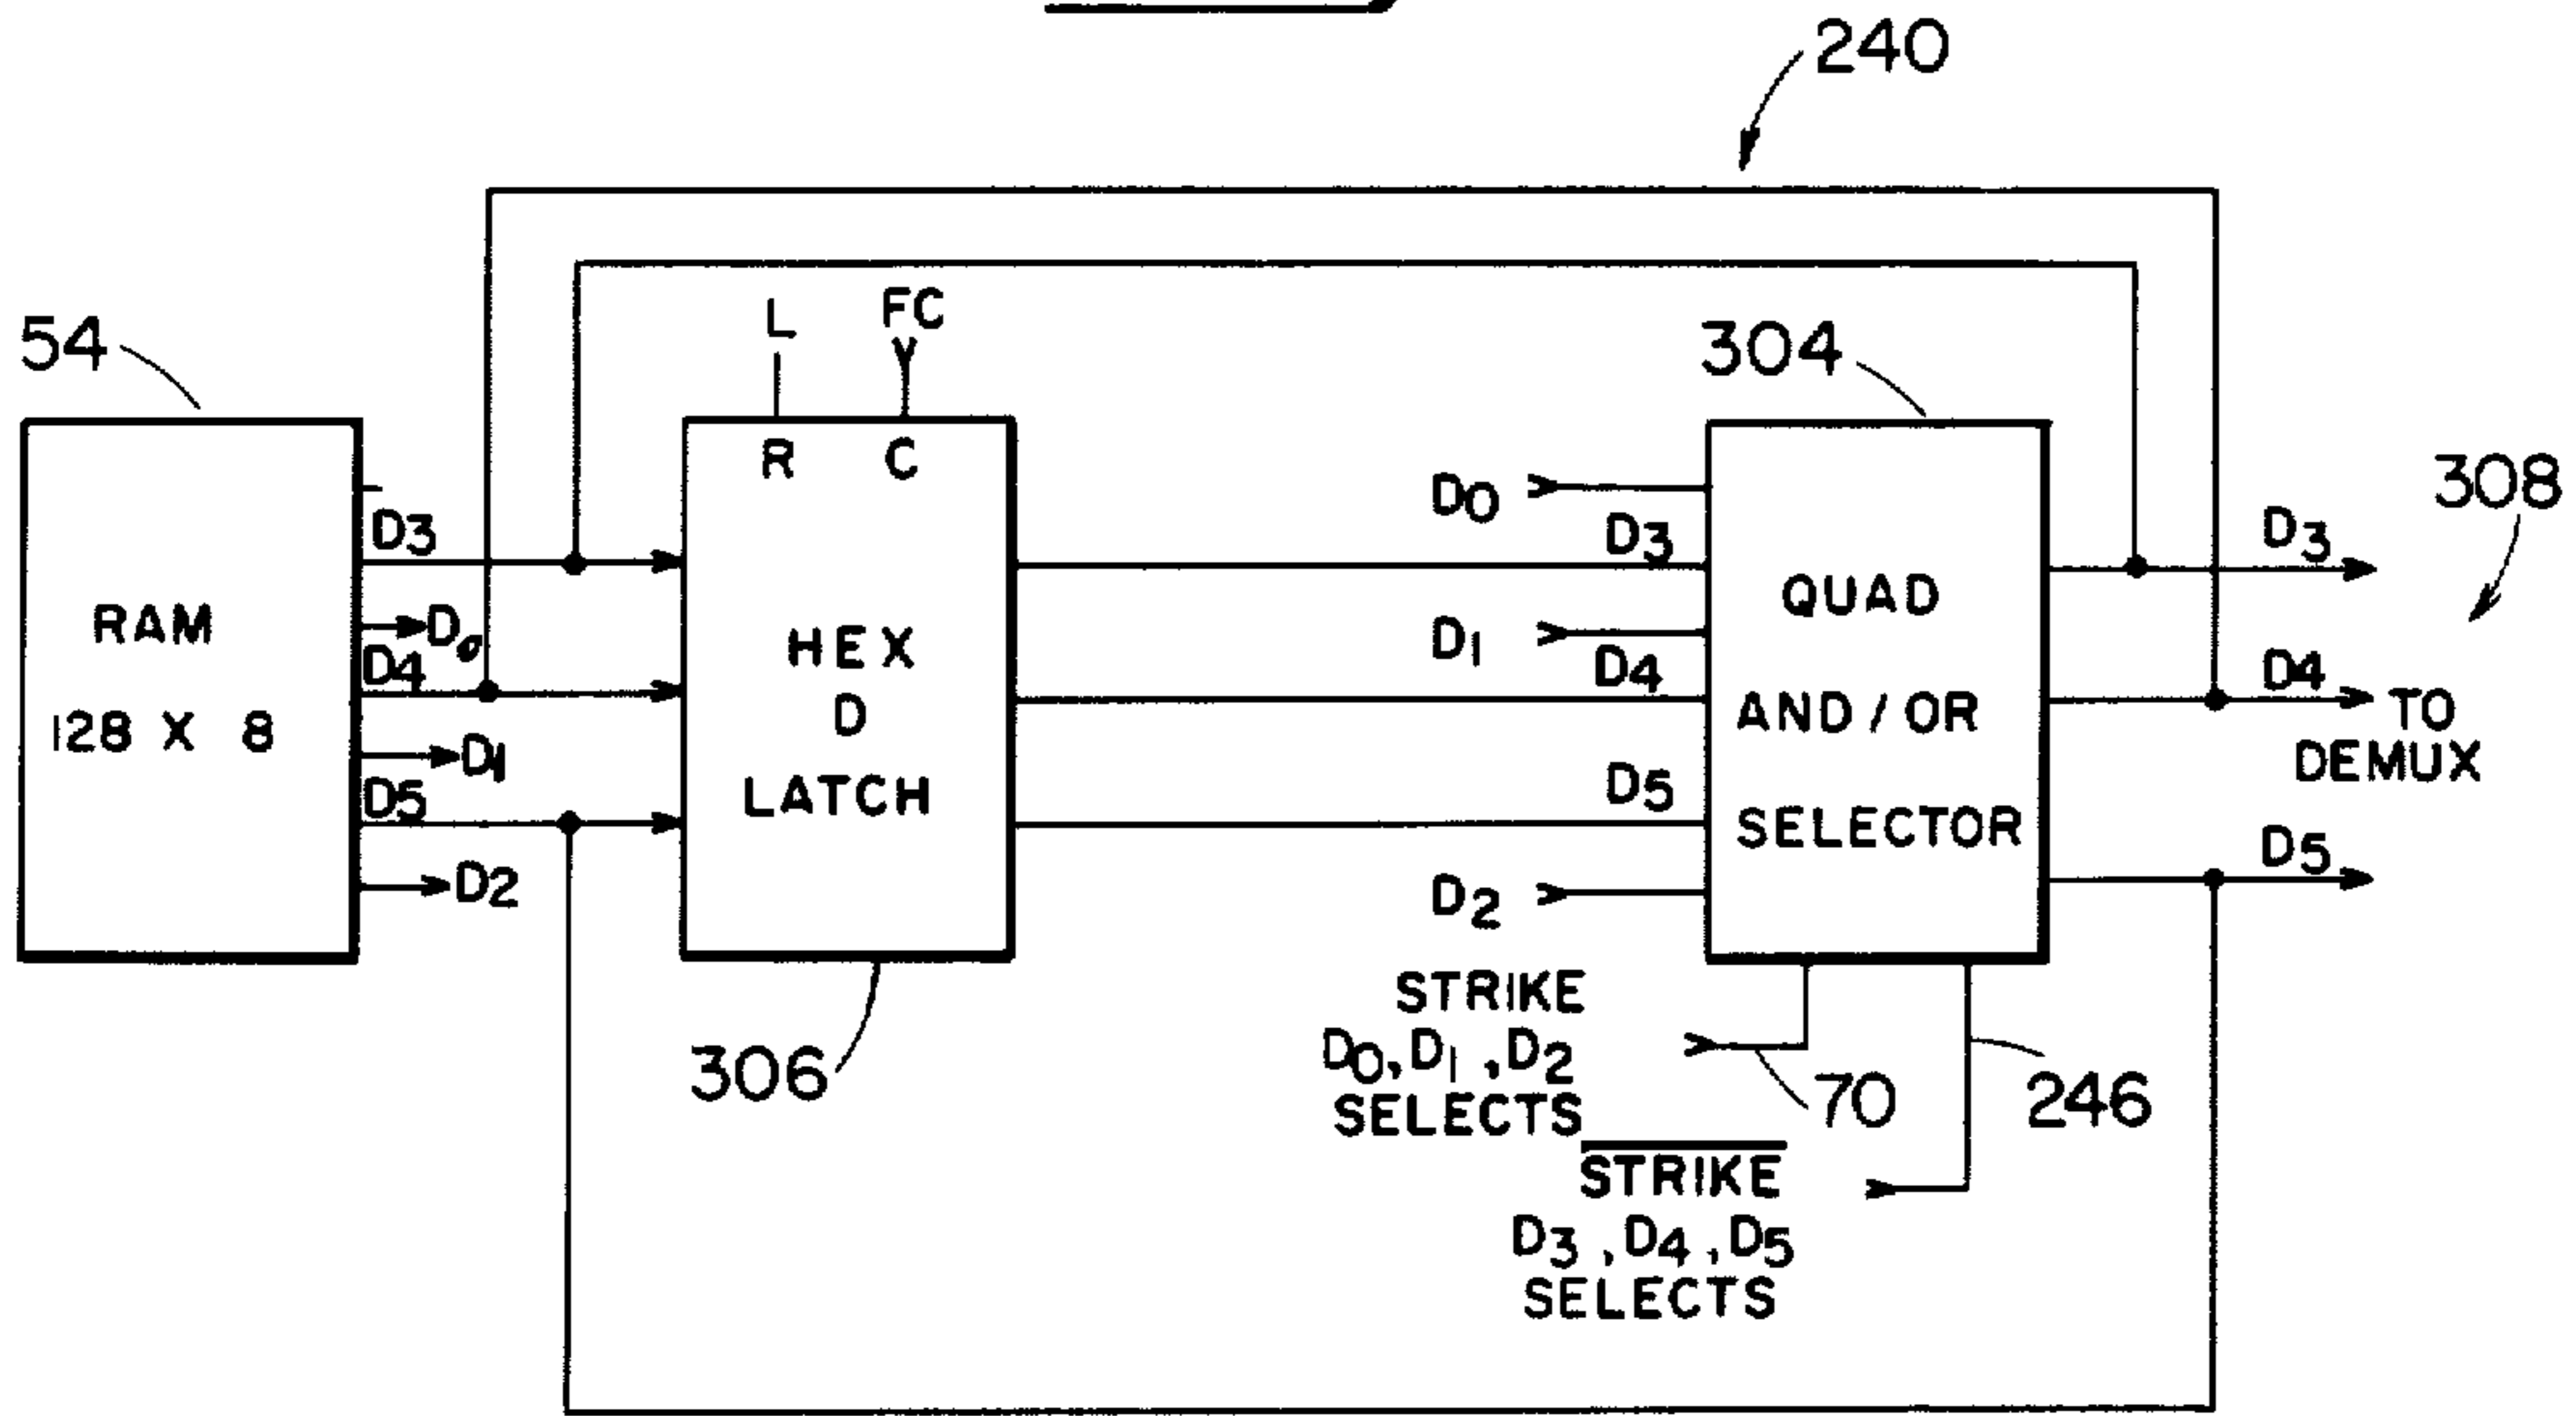 240
54
L
FC
304
R
C
308
D0
D3
D3
D3
RAM
128 X 8
D0
D4
D1
D5
D2
HEX
D
LATCH
D1
D4
D5
D2
QUAD
AND / OR
SELECTOR
D4
TO
DEMUX
D5
306
STRIKE
D0, D1, D2
SELECTS
70
246
STRIKE
D3, D4, D5
SELECTS